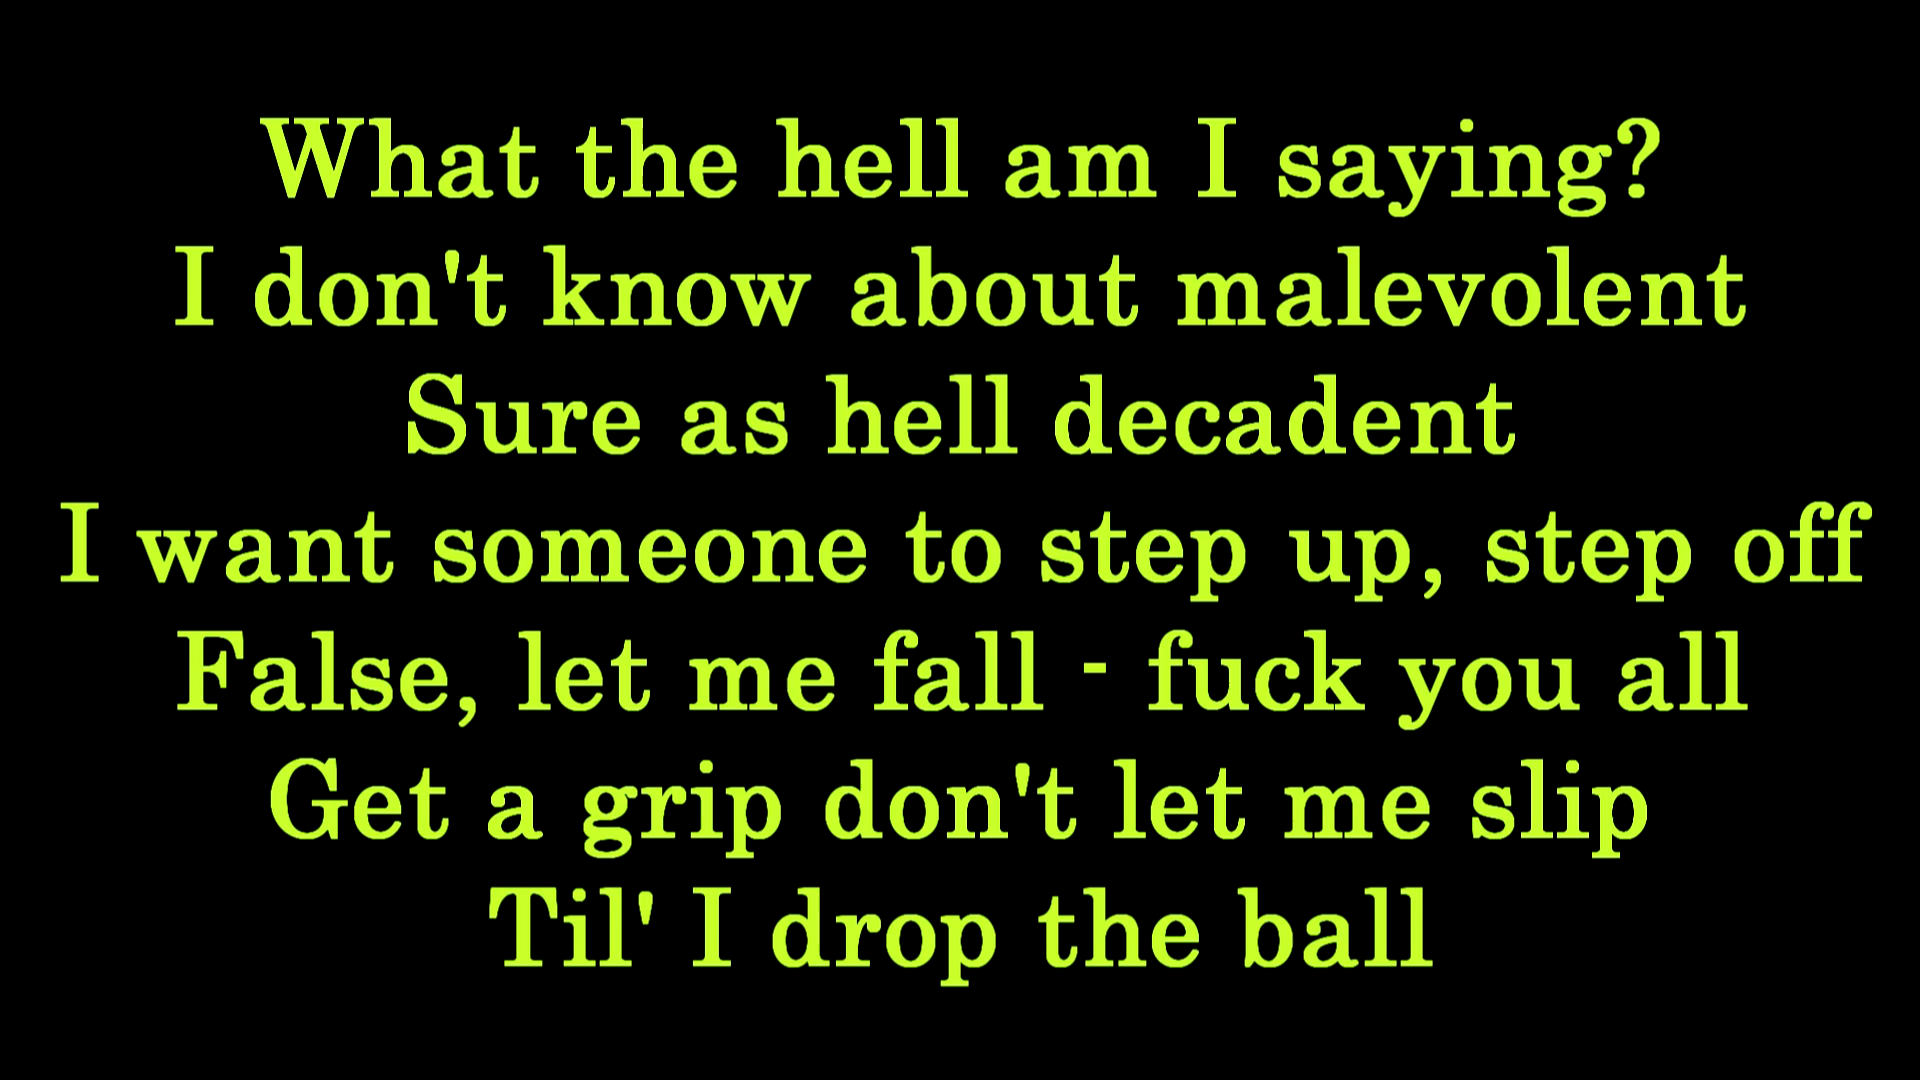 What the hell am I saying?
I don't know about malevolent
Sure as hell decadent
I want someone to step up, step off
False, let me fall - fuck you all
Get a grip don't let me slip
Til' I drop the ball